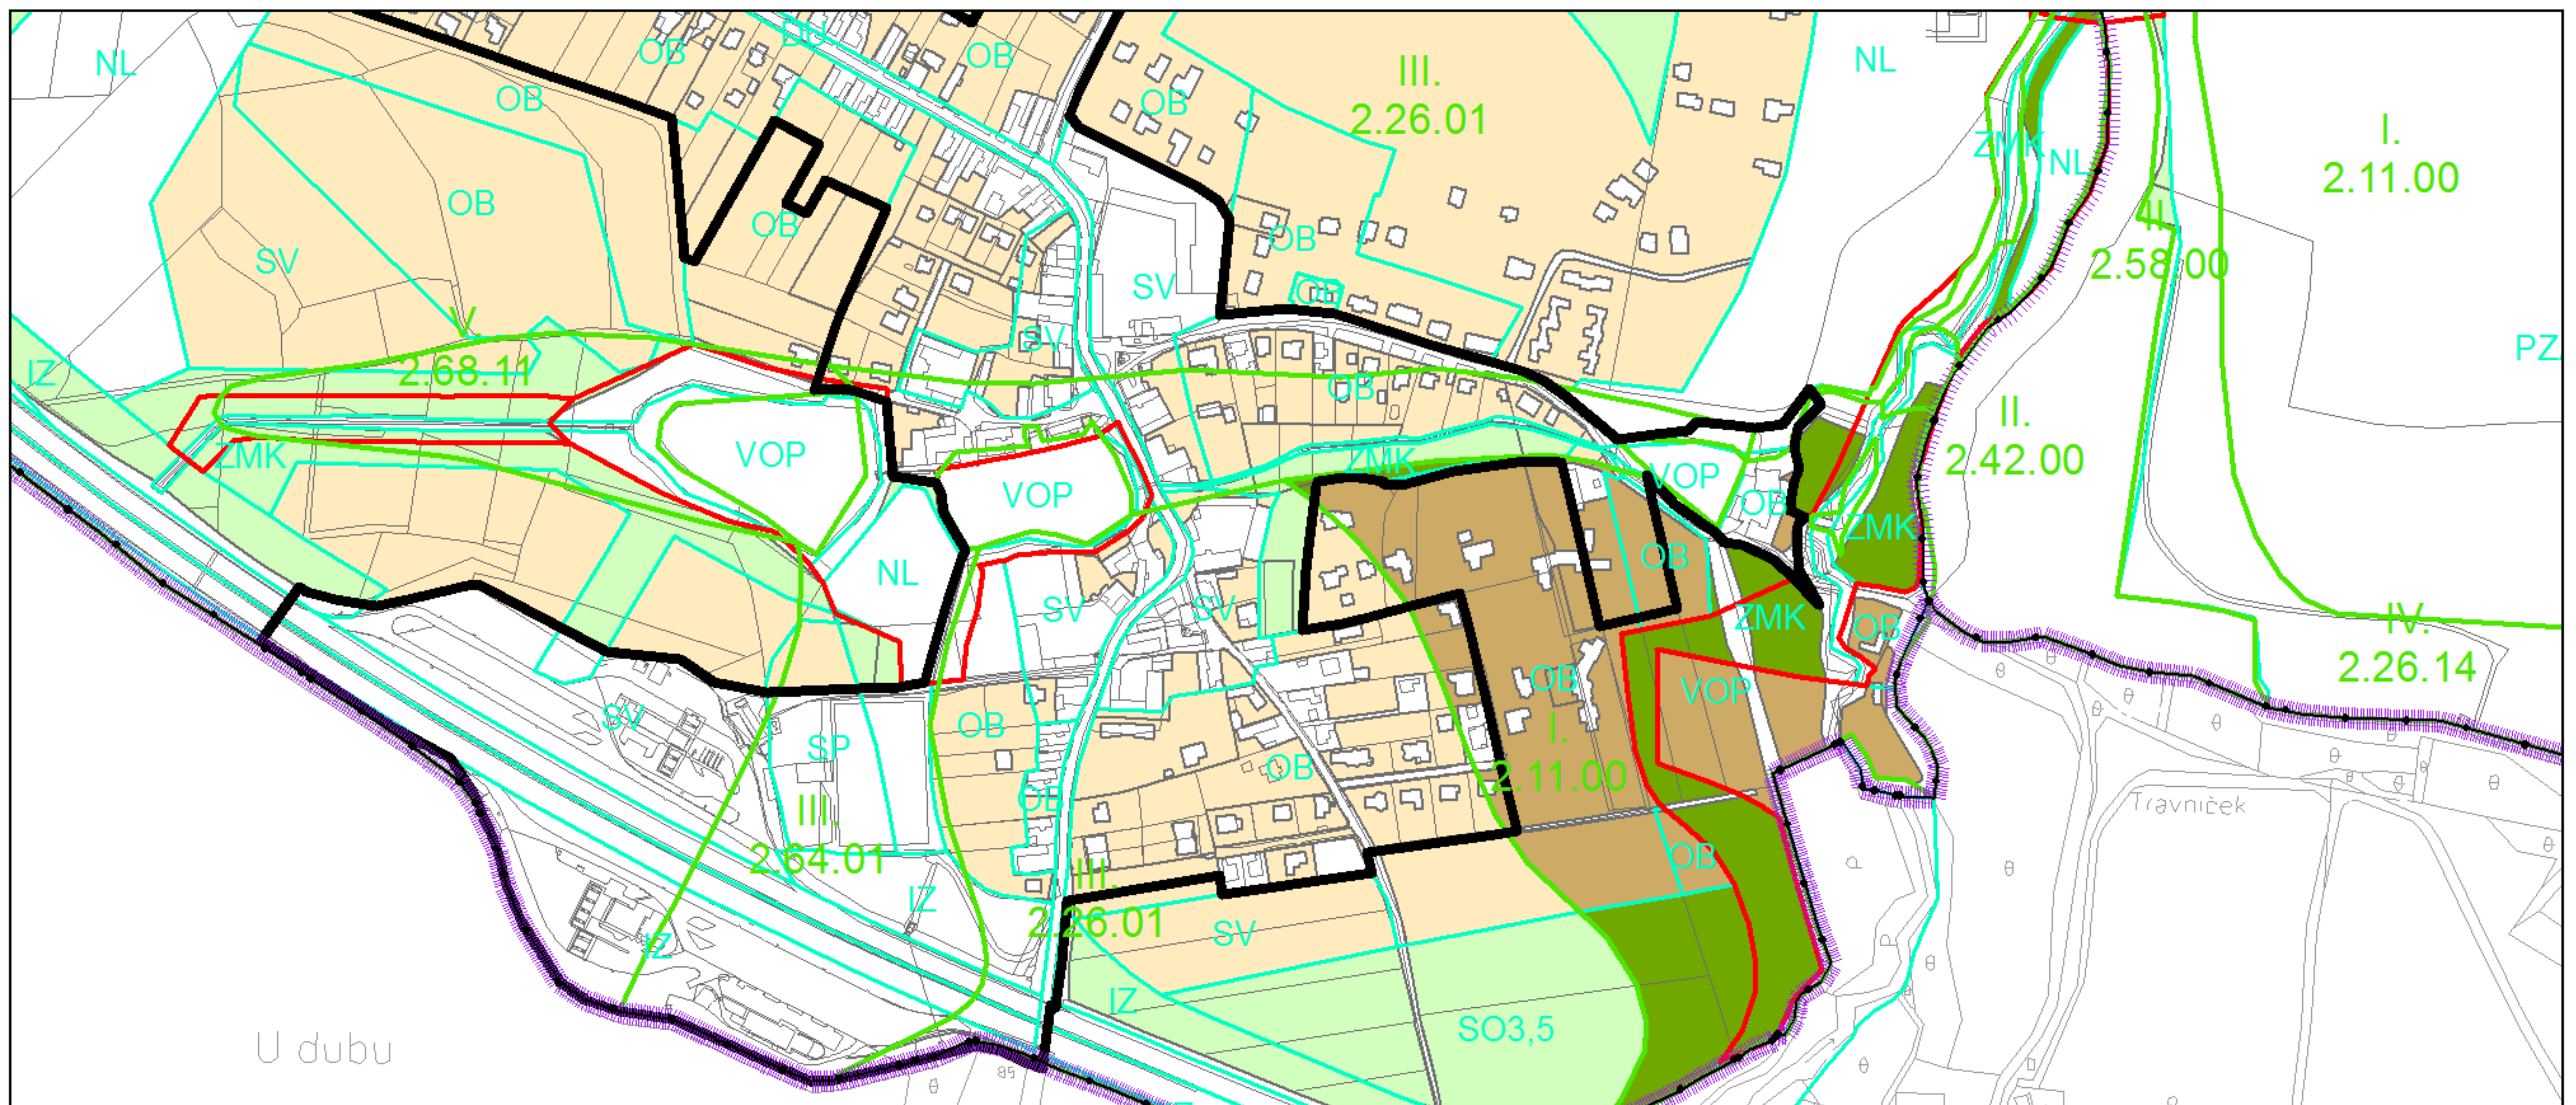 DU
OB
OB
NL
III.
2.26.01
NL
OB
OB
I.
2.11.00
ZMK
NL
OB
OB
II.
2.58.00
OB
SV
SV
OB
SV
PZ
V.
2.68.11
IZ
OB
II.
2.42.00
ZMK
VOP
VOP
ZMK
VOP
OB
ZMK
NL
SV
SV
OB
ZMK
OB
IV.
2.26.14
SV
SP
OB
OB
VOP
I.
2.11.00
OB
OB
III.
2.64.01
Travníček
OB
III.
2.26.01
IZ
SV
IZ
IZ
SO3,5
U dubu
85